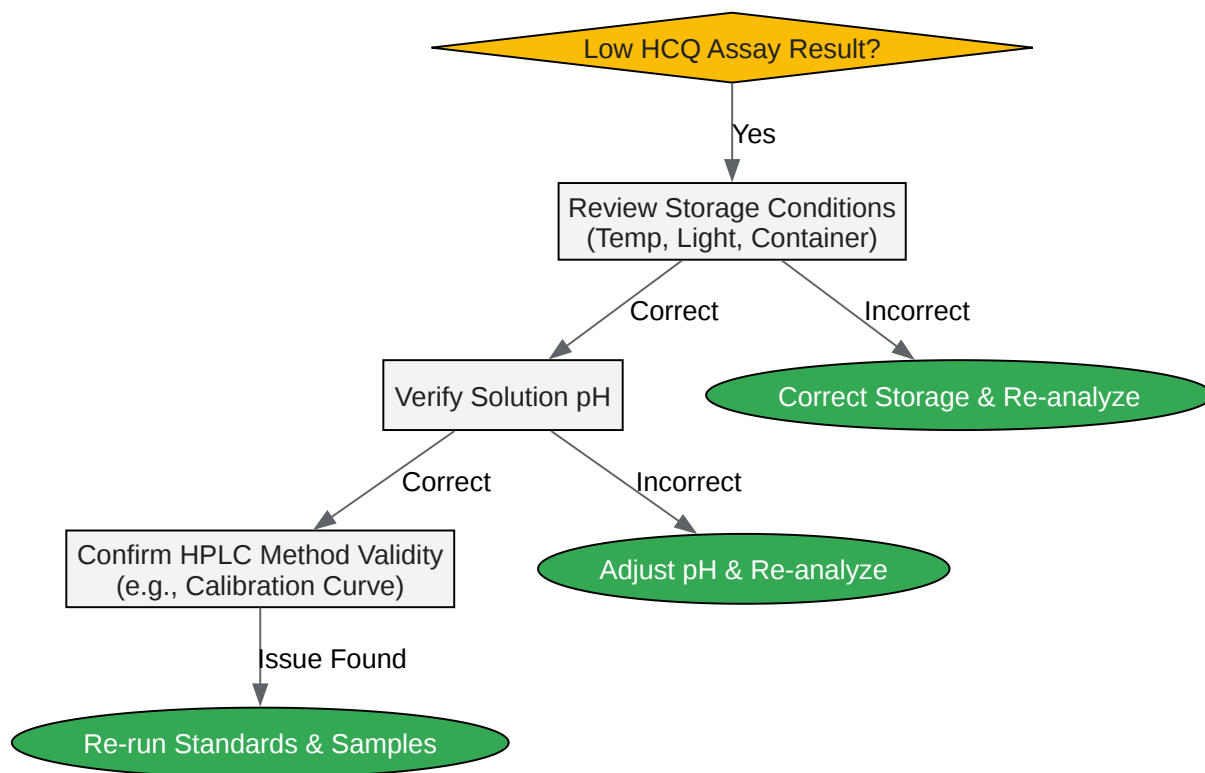 Low HCQ Assay Result?
Yes
Review Storage Conditions
(Temp, Light, Container)
Correct
Incorrect
Verify Solution pH
Correct Storage & Re-analyze
Correct
Incorrect
Confirm HPLC Method Validity
(e.g., Calibration Curve)
Adjust pH & Re-analyze
Issue Found
Re-run Standards & Samples